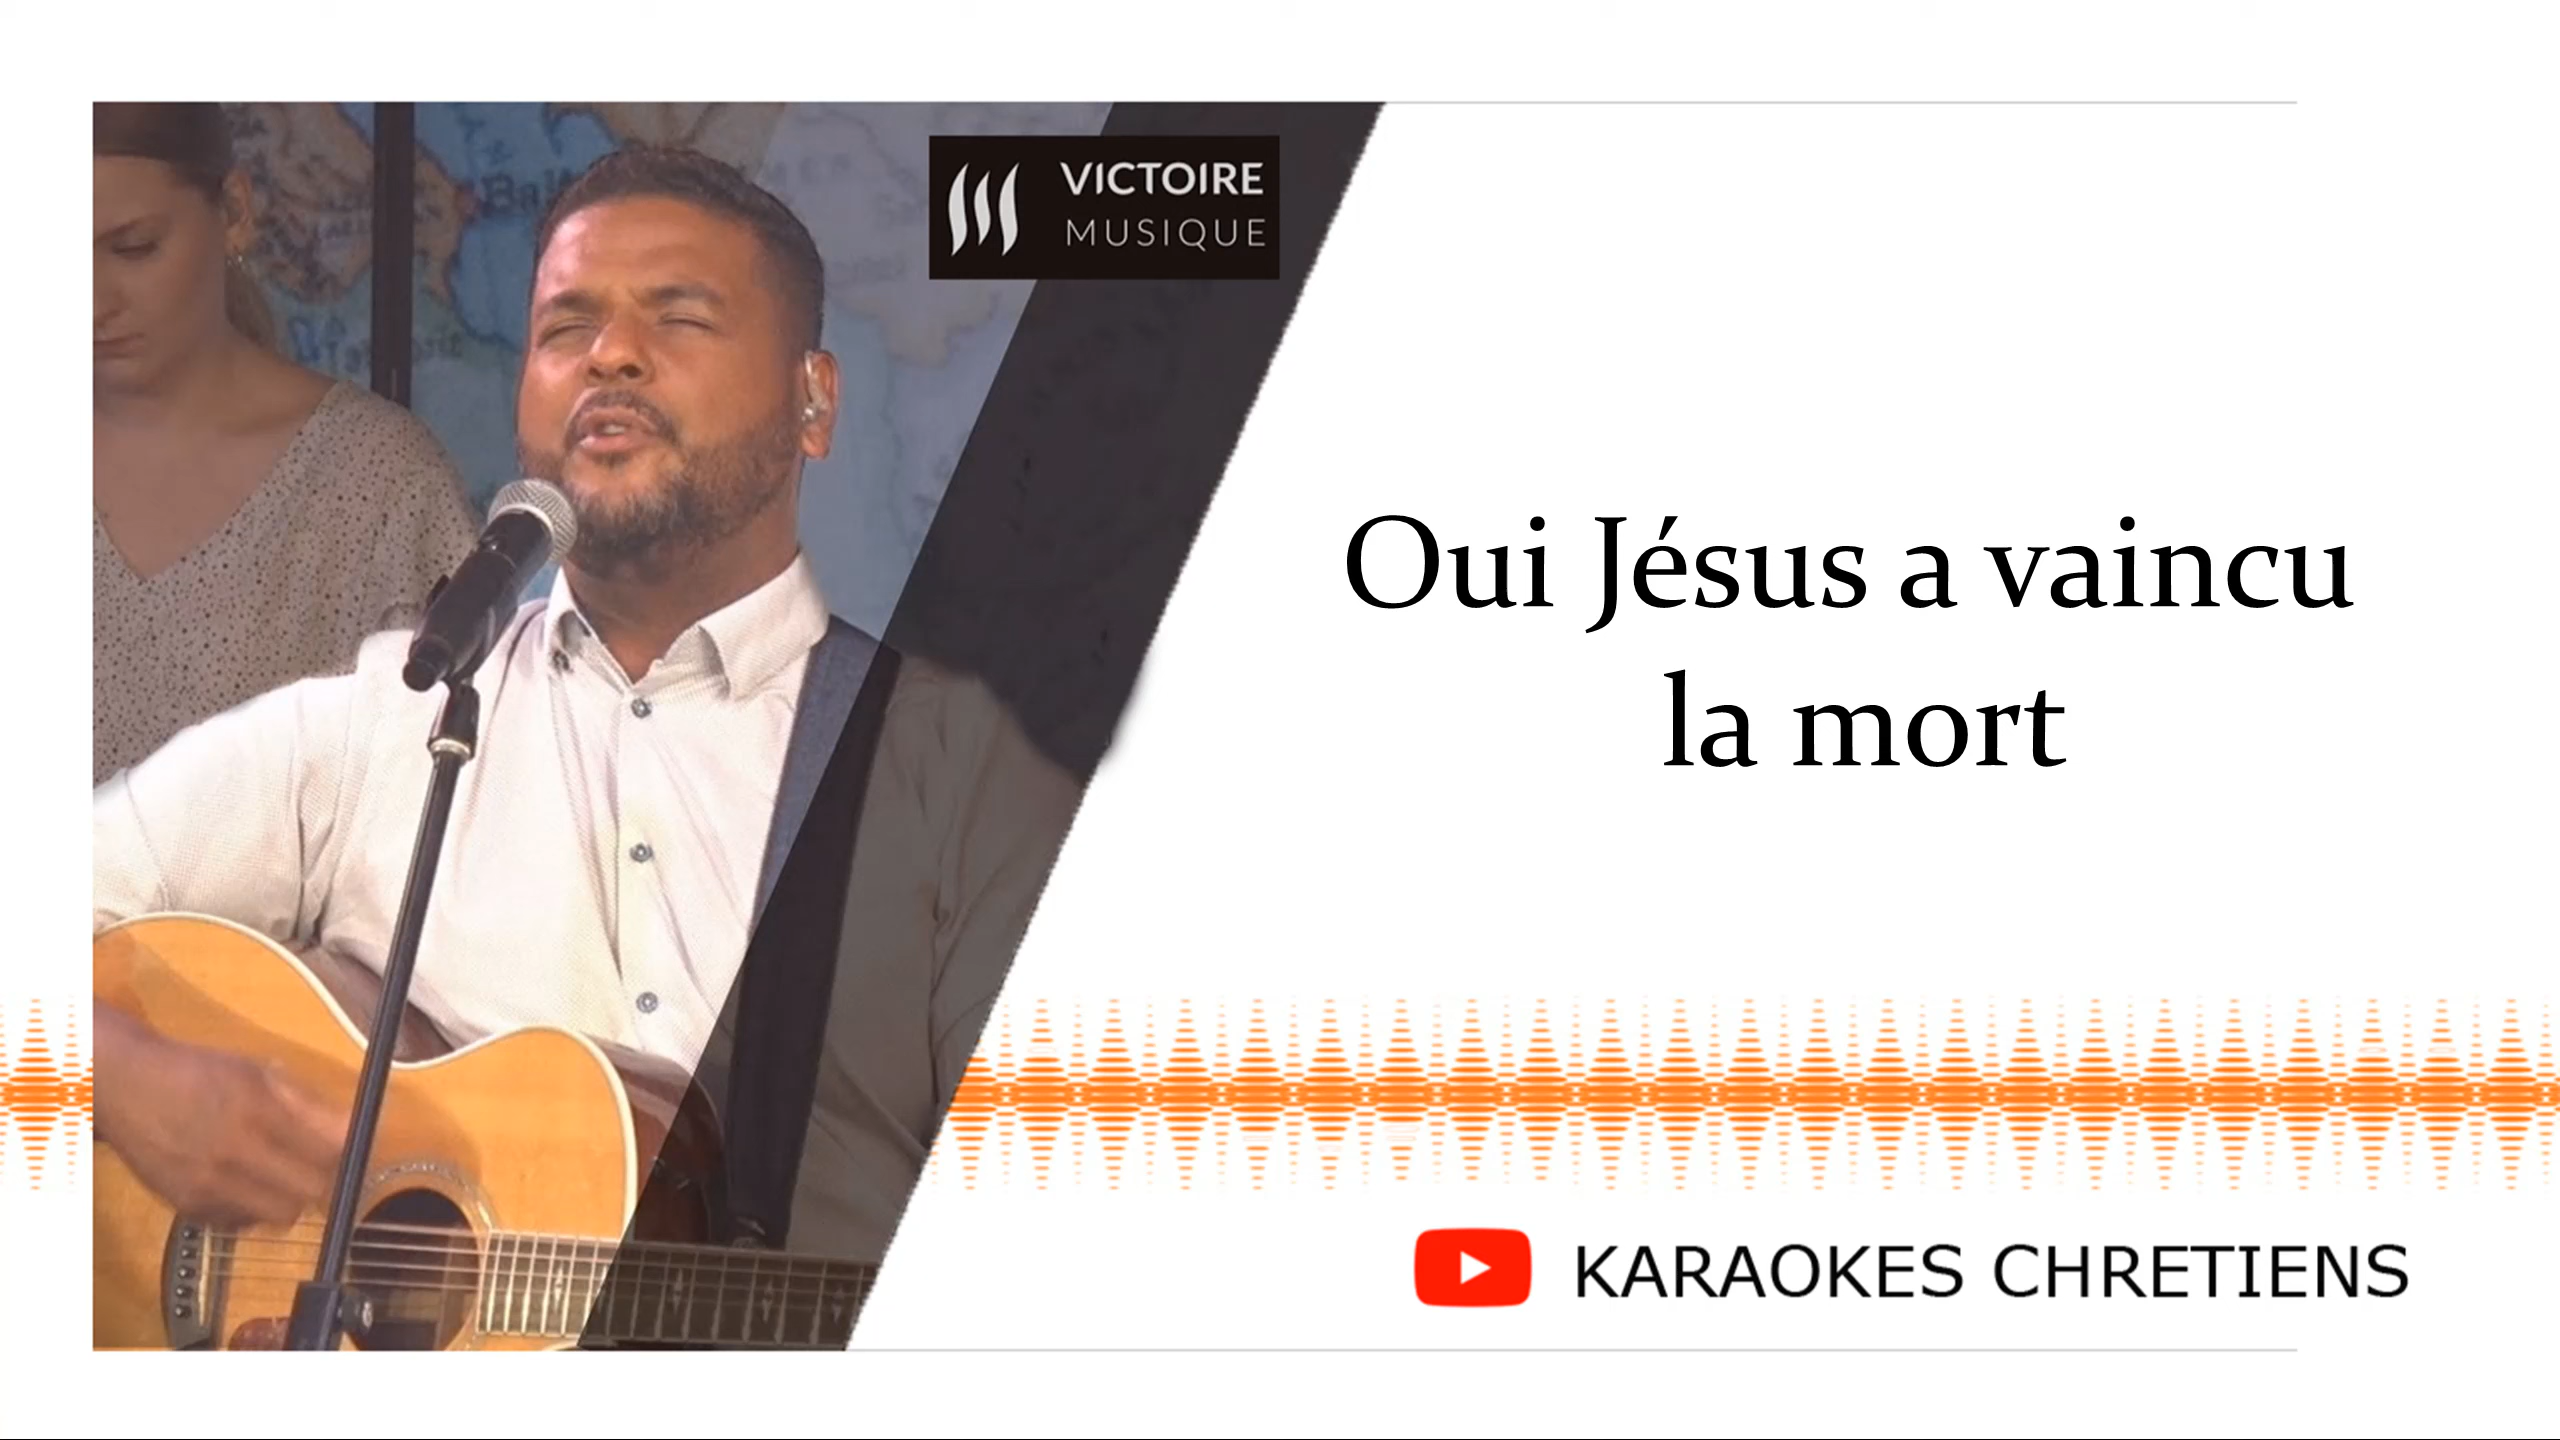 VICTOIRE
MUSIQUE
Oui Jésus a vaincu
la mort
KARAOKES CHRETIENS